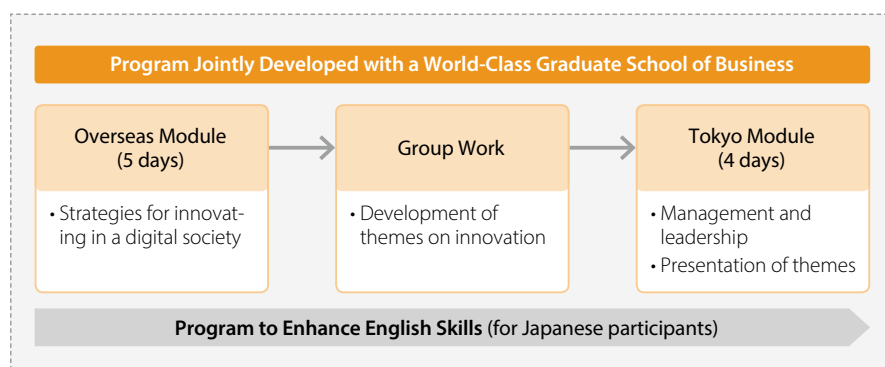 Program Jointly Developed with a World-Class Graduate School of Business
Overseas Module
(5 days)
• Strategies for innovat-
ing in a digital society
Group Work
• Development of
themes on innovation
Tokyo Module
(4 days)
• Management and
leadership
• Presentation of themes
Program to Enhance English Skills (for Japanese participants)